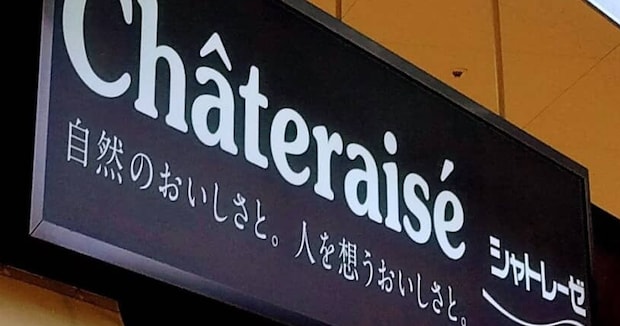 Châteraisé
自然のおいしさと。人を想うおいしさと。
シャトレーゼ